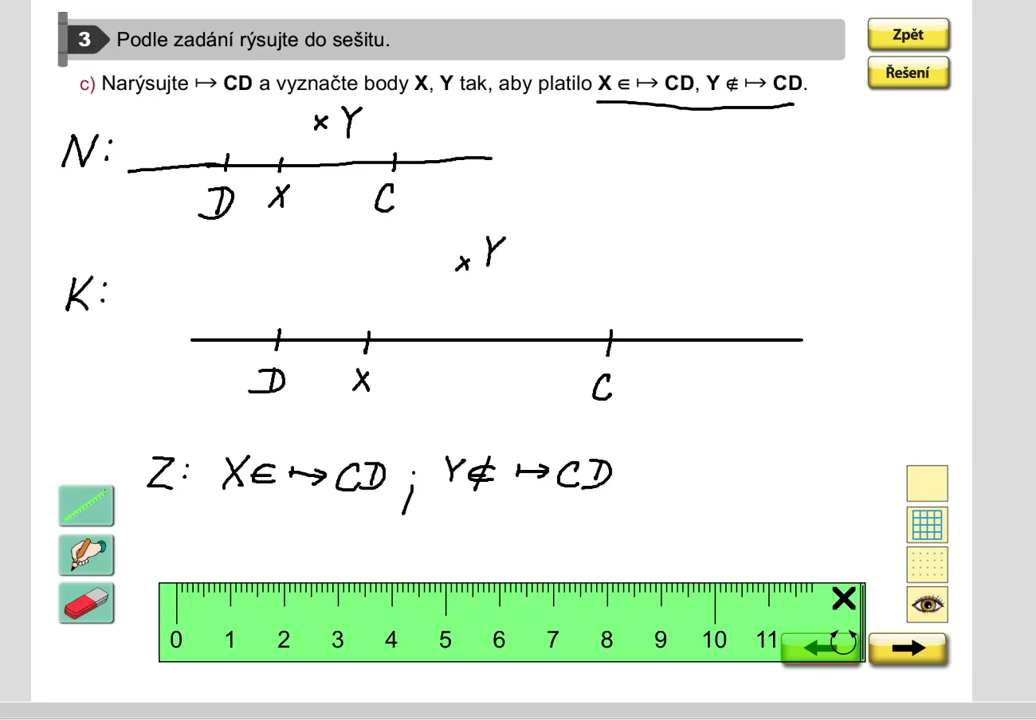 3 Podle zadání rýsujte do sešitu.
Zpět
Řešení
c) Narýsujte ↦ CD a vyznačte body X, Y tak, aby platilo X ∈ ↦ CD, Y ∉ ↦ CD.
× Y
N:
D X C
× Y
K:
D X C
Z: X ∈ ↦ CD ; Y ∉ ↦ CD
0 1 2 3 4 5 6 7 8 9 10 11